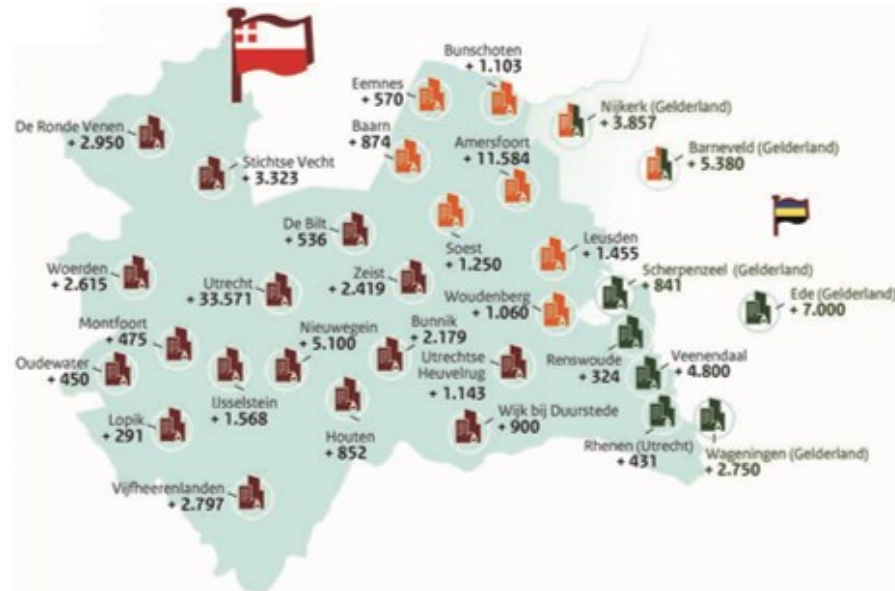 Bunschoten
+ 1.103
Eemnes
+ 570
Nijkerk (Gelderland)
+ 3.857
De Ronde Venen
+ 2.950
Baarn
+ 874
Amersfoort
+ 11.584
Barneveld (Gelderland)
+ 5.380
Stichtse Vecht
+ 3.323
De Bilt
+ 536
Soest
+ 1.250
Leusden
+ 1.455
Woerden
+ 2.615
Utrecht
+ 33.571
Zeist
+ 2.419
Scherpenzeel (Gelderland)
+ 841
Woudenberg
+ 1.060
Ede (Gelderland)
+ 7.000
Montfoort
+ 475
Nieuwegein
+ 5.100
Bunnik
+ 2.179
Renswoude
+ 324
Veenendaal
+ 4.800
Oudewater
+ 450
IJsselstein
+ 1.568
Utrechtse
Heuvelrug
+ 1.143
Lopik
+ 291
Houten
+ 852
Wijk bij Duurstede
+ 900
Rhenen (Utrecht)
+ 431
Wageningen (Gelderland)
+ 2.750
Vijfheerenlanden
+ 2.797